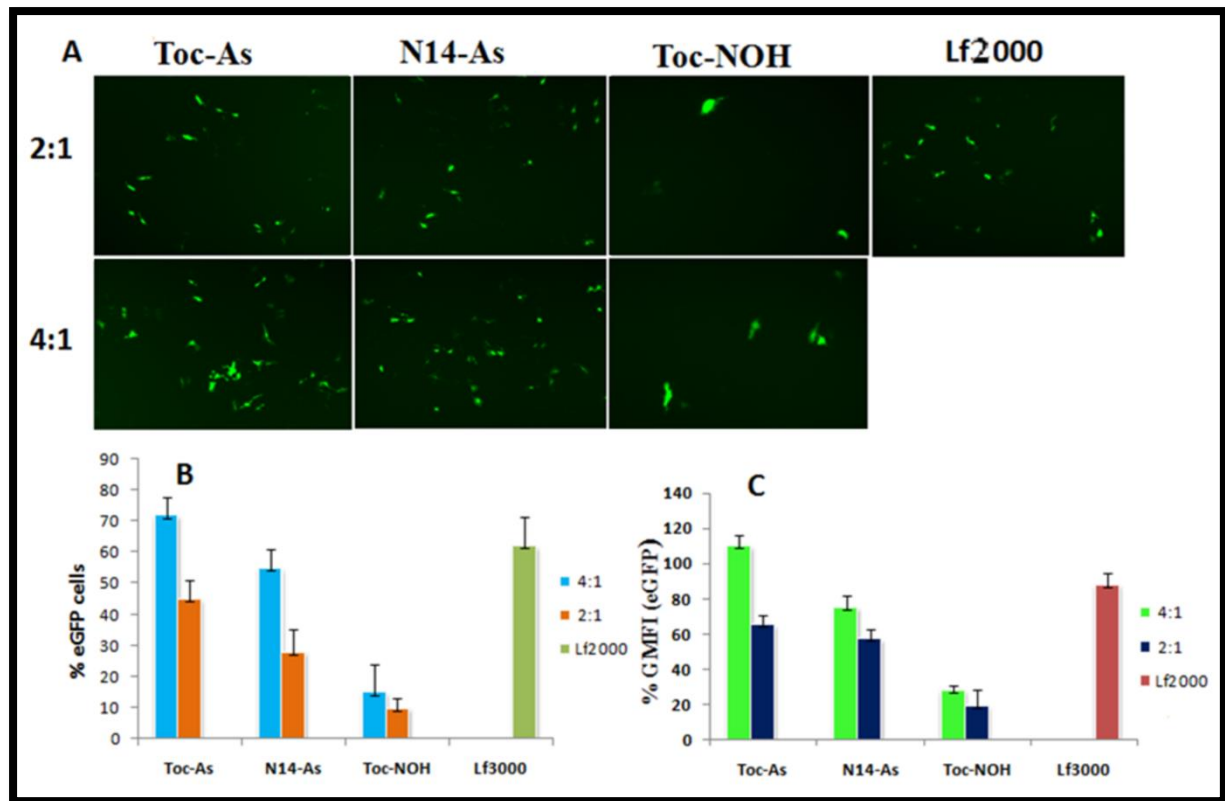 A Toc-As N14-As Toc-NOH Lf2000
2:1
4:1
B
% eGFP cells
90
80
70
60
50
40
30
20
10
0
Toc-As N14-As Toc-NOH Lf3000
4:1
2:1
Lf2000
C
% GMFI (eGFP)
140
120
100
80
60
40
20
0
Toc-As N14-As Toc-NOH Lf3000
4:1
2:1
Lf2000